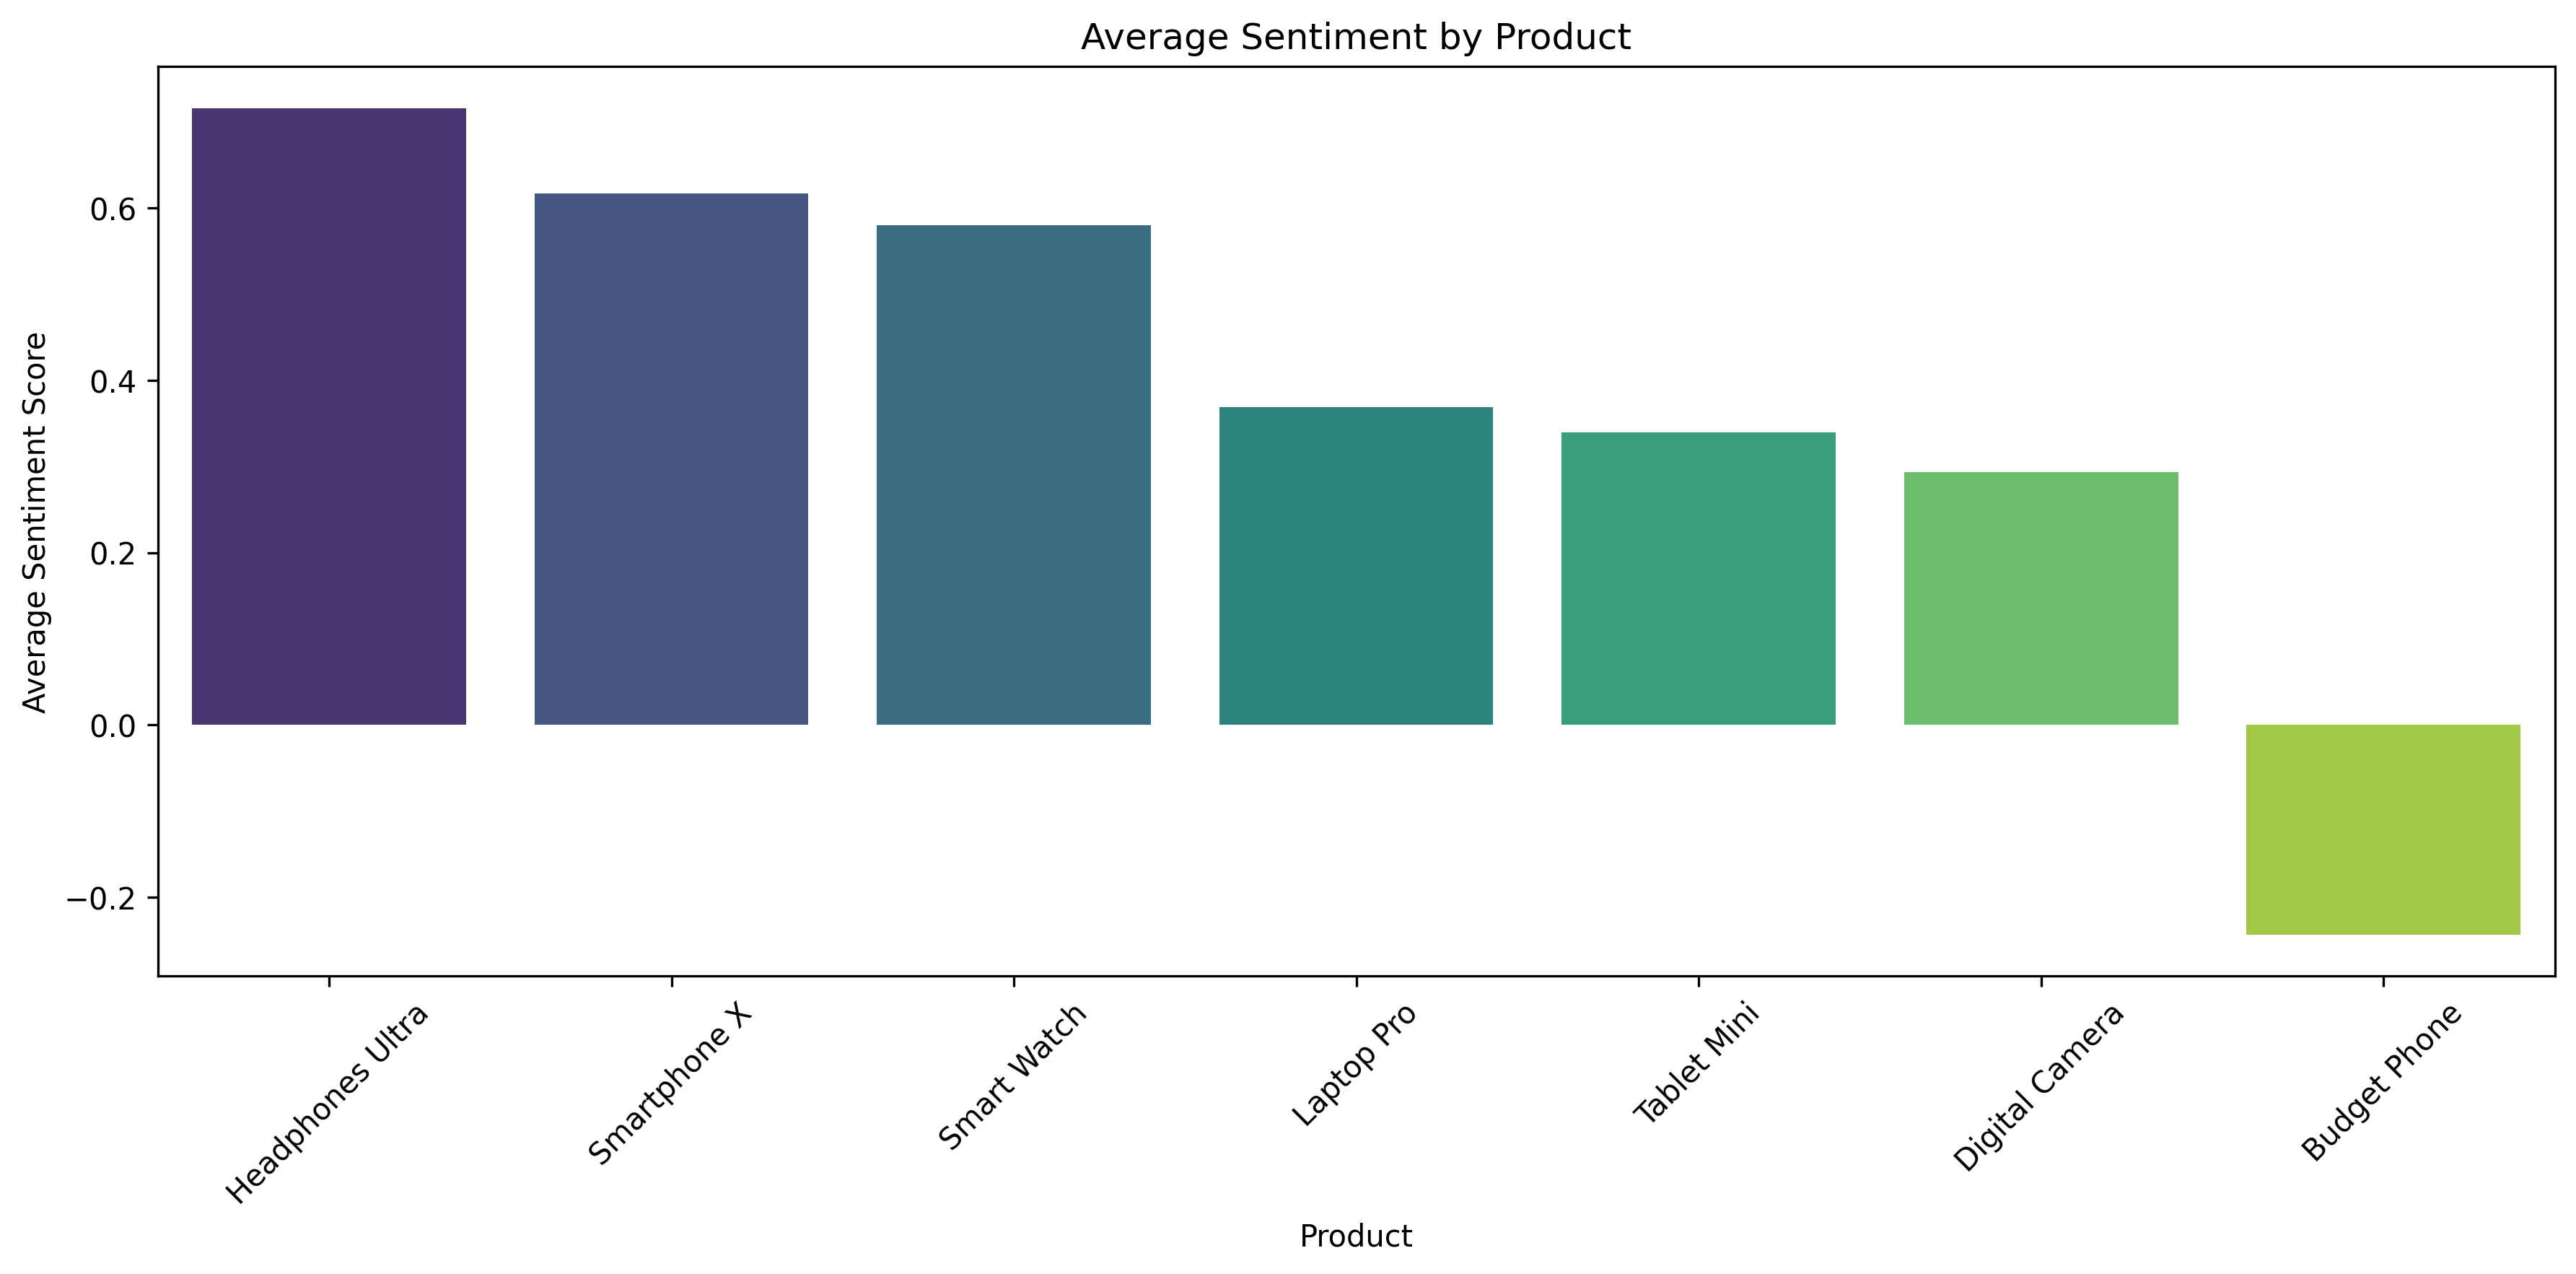 Average Sentiment by Product
Average Sentiment Score
0.6
0.4
0.2
0.0
−0.2
Headphones Ultra
Smartphone X
Smart Watch
Laptop Pro
Tablet Mini
Digital Camera
Budget Phone
Product